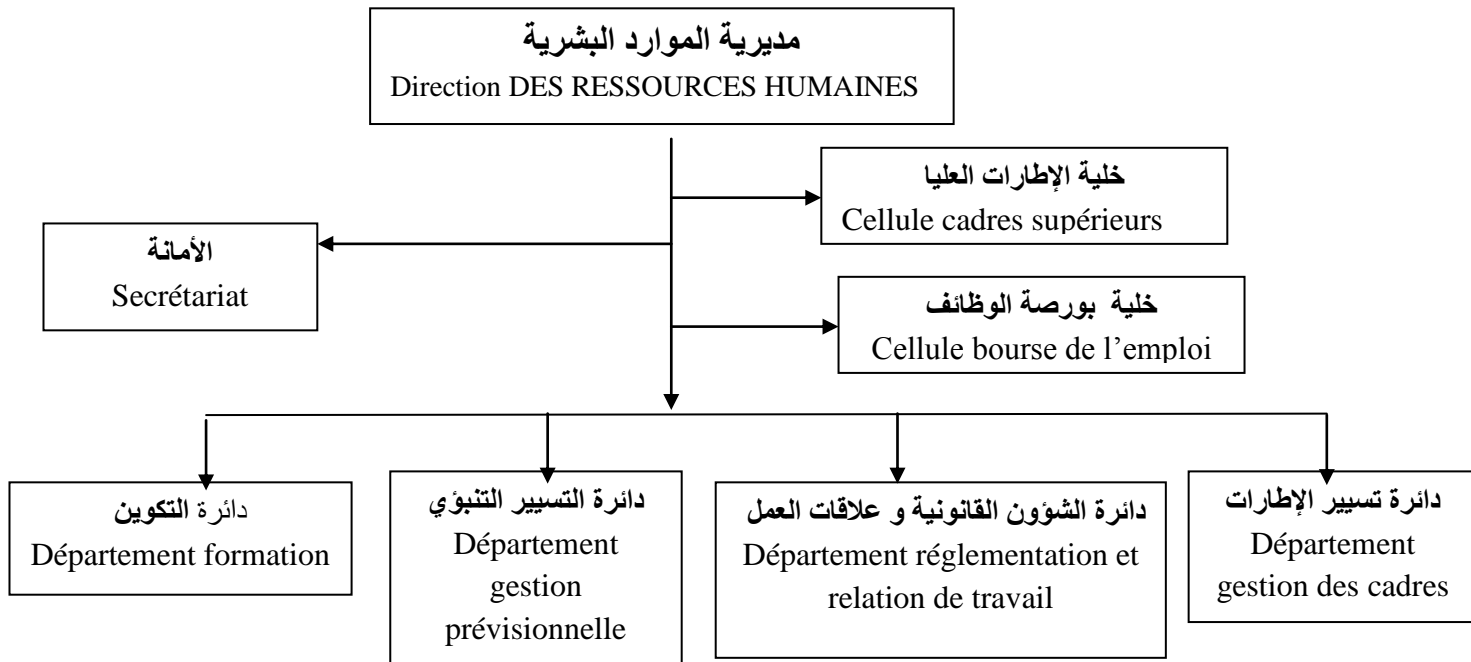 مديرية الموارد البشرية
Direction DES RESSOURCES HUMAINES
خلية الإطارات العليا
Cellule cadres supérieurs
الأمانة
Secrétariat
خلية بورصة الوظائف
Cellule bourse de l’emploi
دائرة التكوين
Département formation
دائرة التسيير التنبؤي
Département
gestion
prévisionnelle
دائرة الشؤون القانونية و علاقات العمل
Département réglementation et
relation de travail
دائرة تسيير الإطارات
Département
gestion des cadres